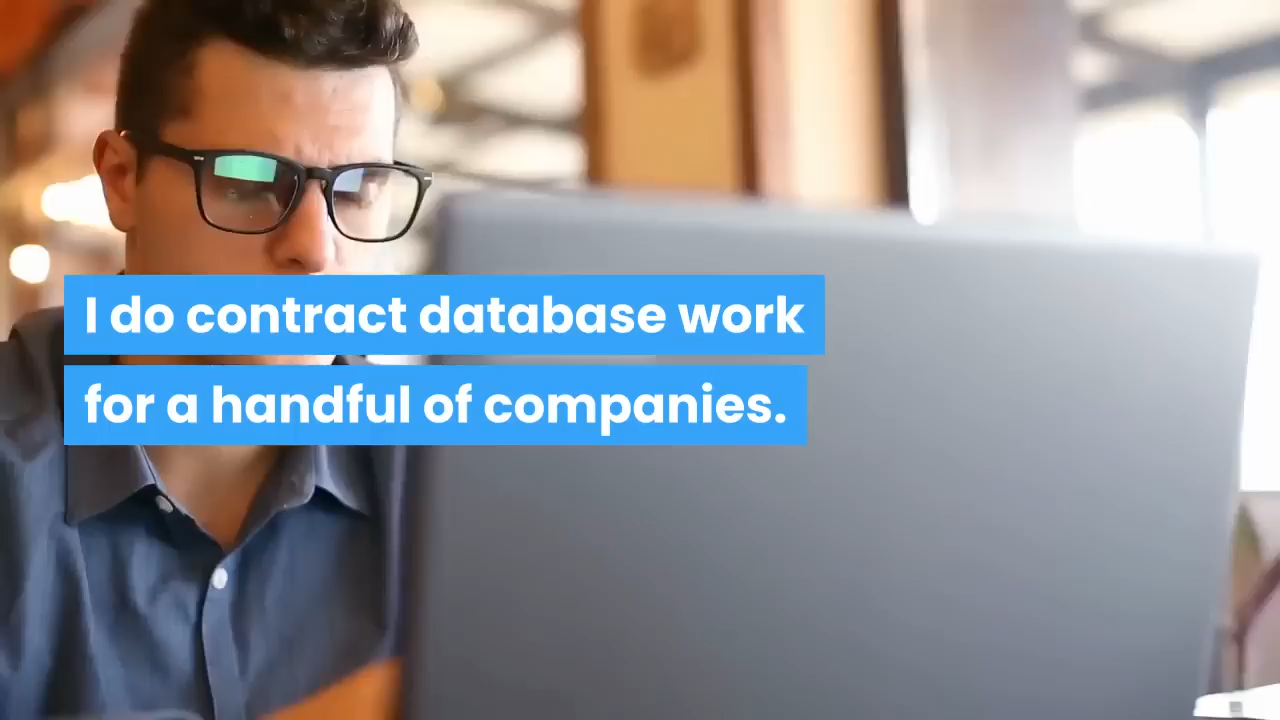 I do contract database work
for a handful of companies.